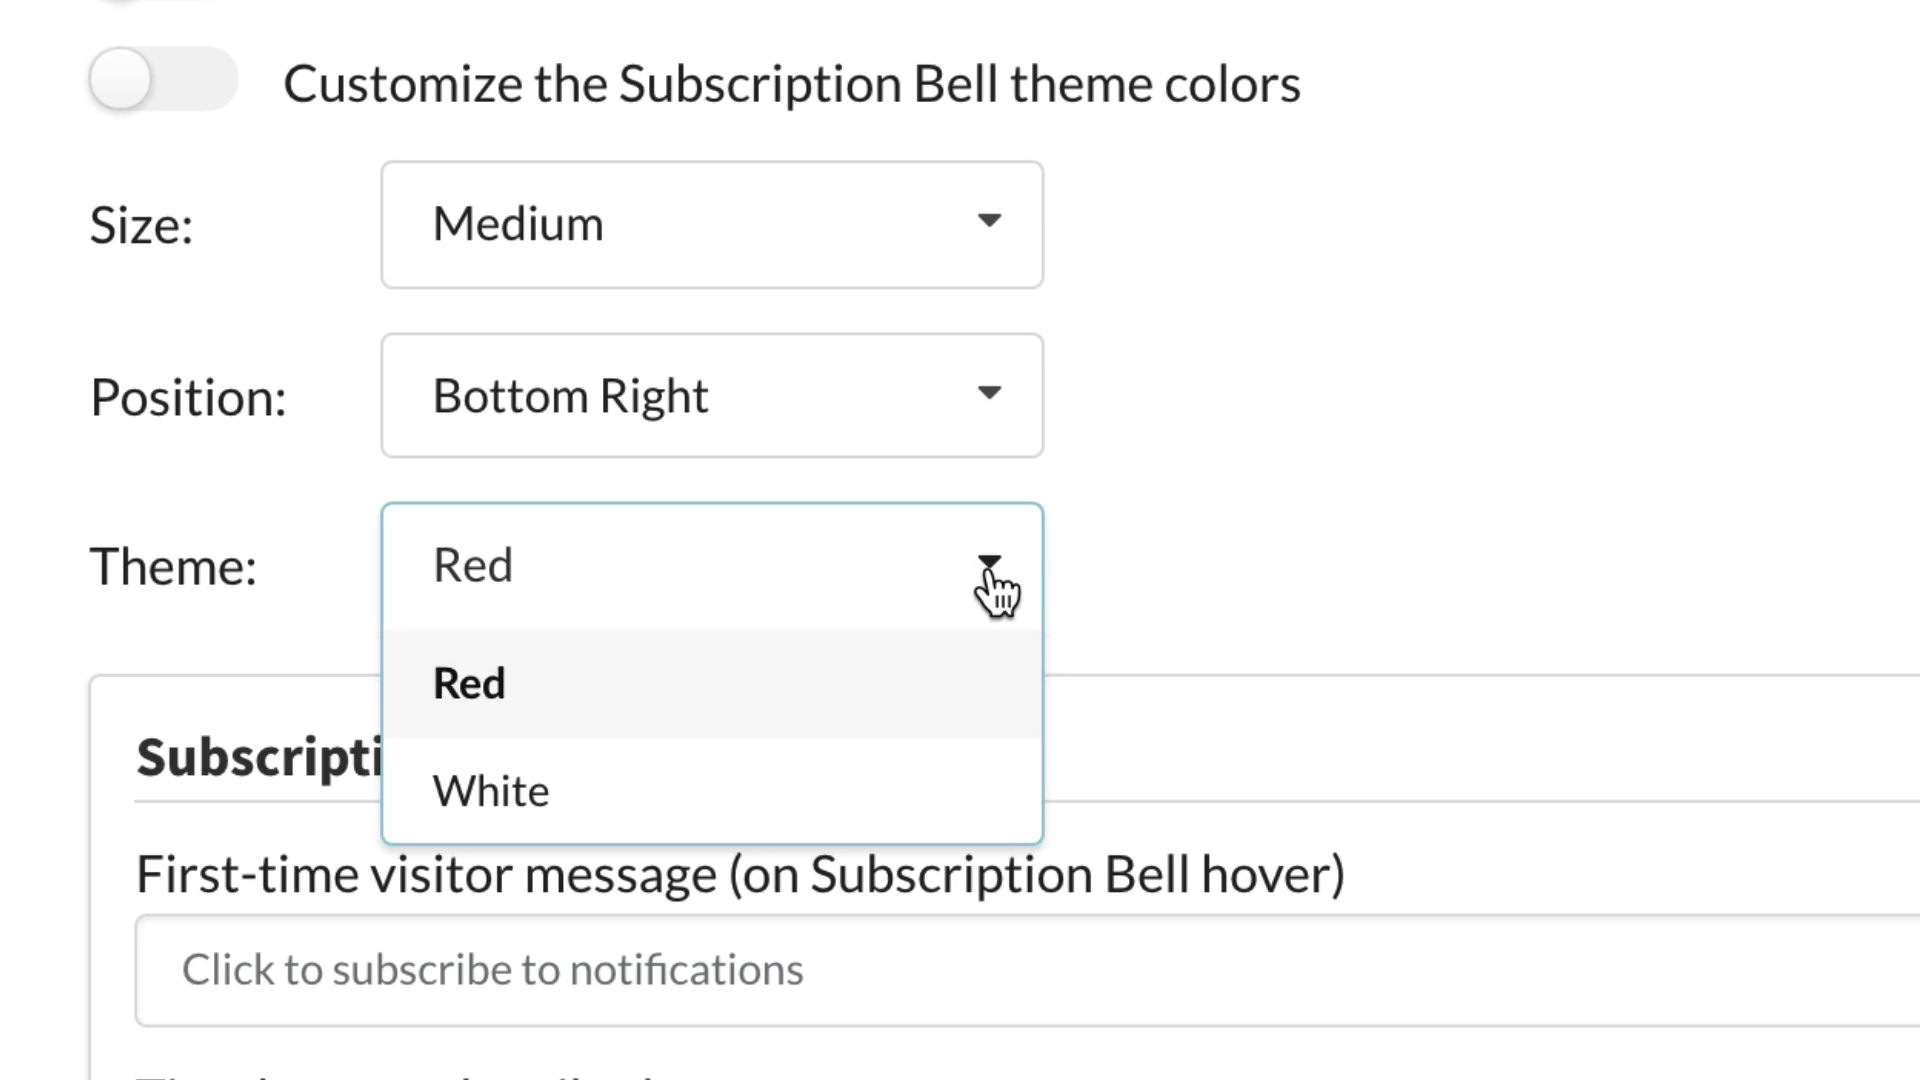 Customize the Subscription Bell theme colors
Size:
Medium
Position:
Bottom Right
Theme:
Red
Red
White
First-time visitor message (on Subscription Bell hover)
Click to subscribe to notifications